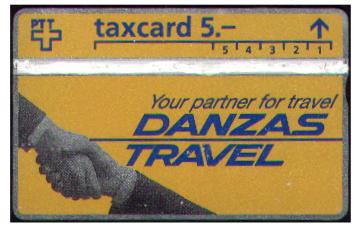 PTT
taxcard 5.–
5 4 3 2 1
Your partner for travel
DANZAS
TRAVEL